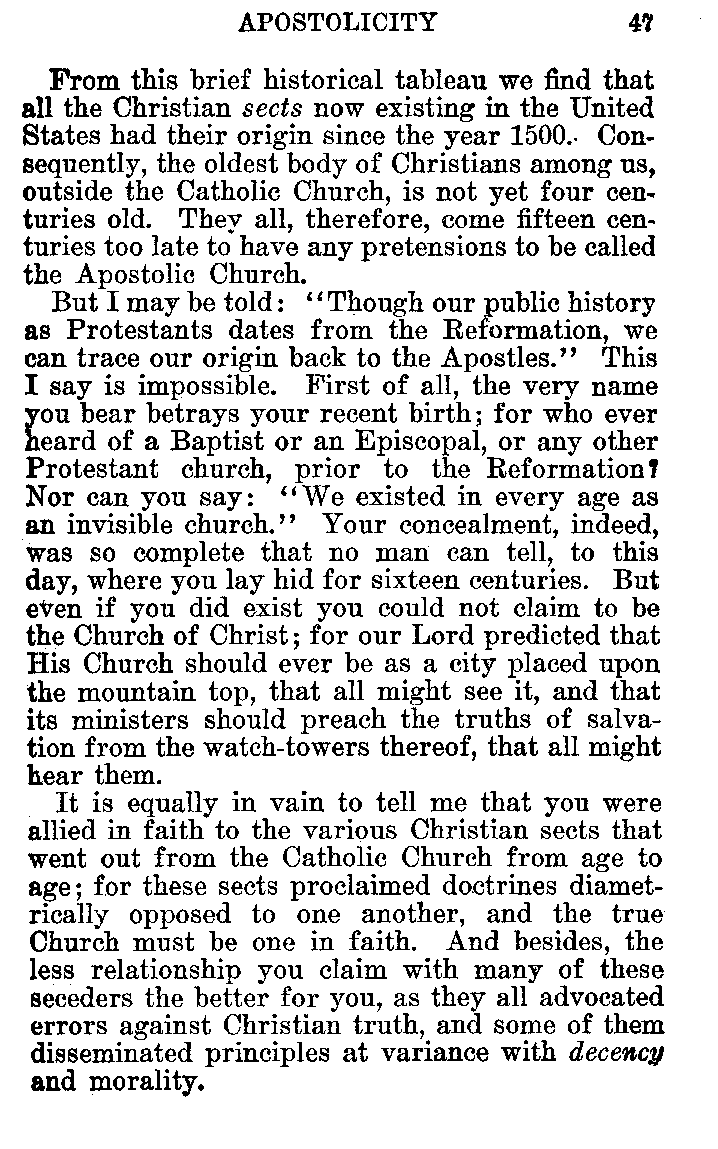 APOSTOLICITY 47
From this brief historical tableau we find that
all the Christian sects now existing in the United
States had their origin since the year 1500. Con-
sequently, the oldest body of Christians among us,
outside the Catholic Church, is not yet four cen-
turies old. They all, therefore, come fifteen cen-
turies too late to have any pretensions to be called
the Apostolic Church.
But I may be told: "Though our public history
as Protestants dates from the Reformation, we
can trace our origin back to the Apostles." This
I say is impossible. First of all, the very name
you bear betrays your recent birth; for who ever
heard of a Baptist or an Episcopal, or any other
Protestant church, prior to the Reformation?
Nor can you say: "We existed in every age as
an invisible church." Your concealment, indeed,
was so complete that no man can tell, to this
day, where you lay hid for sixteen centuries. But
even if you did exist you could not claim to be
the Church of Christ; for our Lord predicted that
His Church should ever be as a city placed upon
the mountain top, that all might see it, and that
its ministers should preach the truths of salva-
tion from the watch-towers thereof, that all might
hear them.
It is equally in vain to tell me that you were
allied in faith to the various Christian sects that
went out from the Catholic Church from age to
age; for these sects proclaimed doctrines diamet-
rically opposed to one another, and the true
Church must be one in faith. And besides, the
less relationship you claim with many of these
seceders the better for you, as they all advocated
errors against Christian truth, and some of them
disseminated principles at variance with decency
and morality.